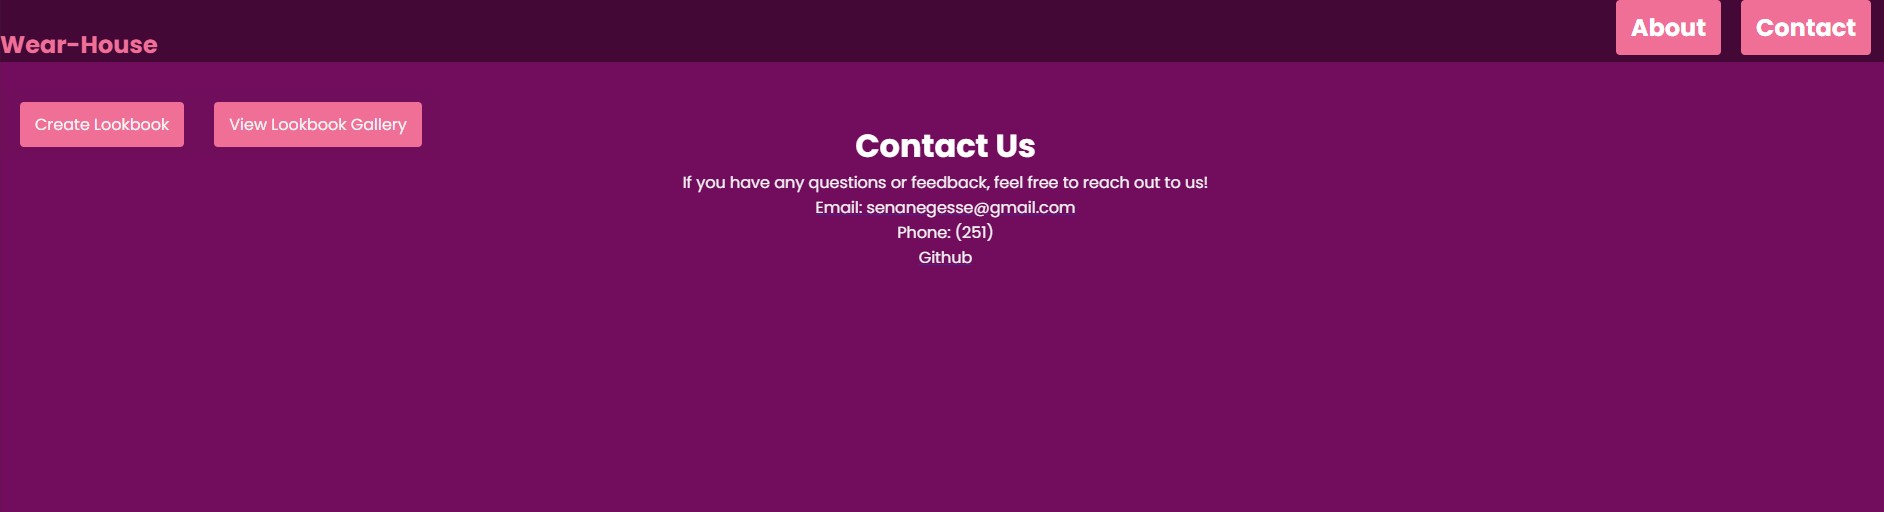 Wear-House
About
Contact
Create Lookbook
View Lookbook Gallery
Contact Us
If you have any questions or feedback, feel free to reach out to us!
Email: senanegesse@gmail.com
Phone: (251)
Github